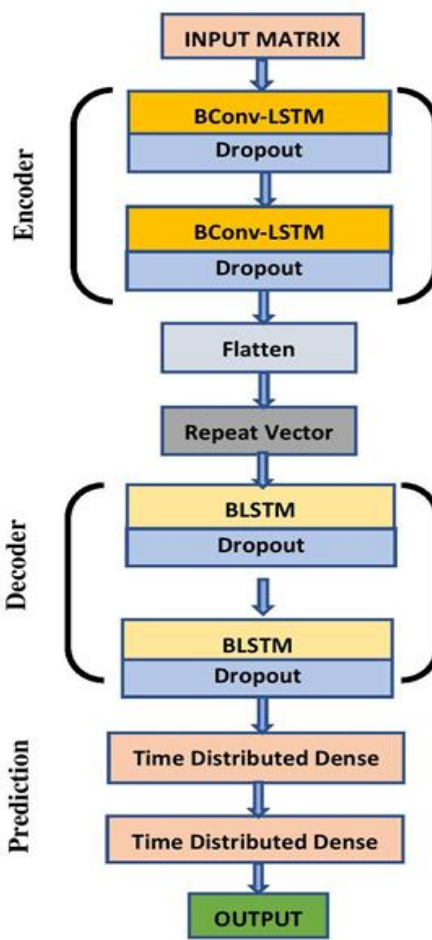 INPUT MATRIX
Encoder
BConv-LSTM
Dropout
BConv-LSTM
Dropout
Flatten
Repeat Vector
Decoder
BLSTM
Dropout
BLSTM
Dropout
Prediction
Time Distributed Dense
Time Distributed Dense
OUTPUT